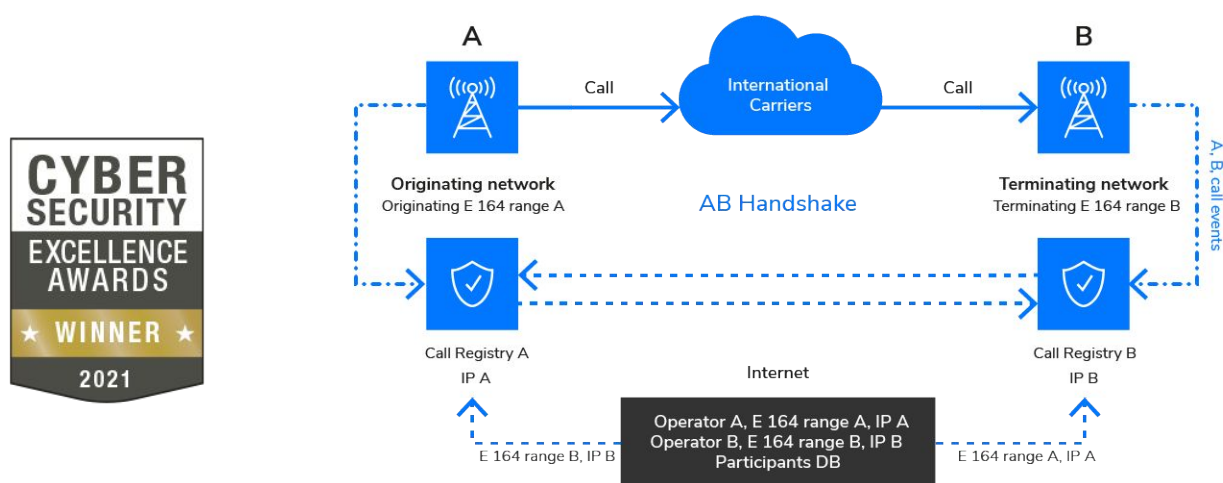 CYBER
SECURITY
EXCELLENCE
AWARDS
WINNER
2021
A
B
Call
International
Carriers
Call
Originating network
Originating E 164 range A
AB Handshake
Terminating network
Terminating E 164 range B
A, B, call events
Call Registry A
IP A
Internet
Call Registry B
IP B
Operator A, E 164 range A, IP A
Operator B, E 164 range B, IP B
Participants DB
E 164 range B, IP B
E 164 range A, IP A